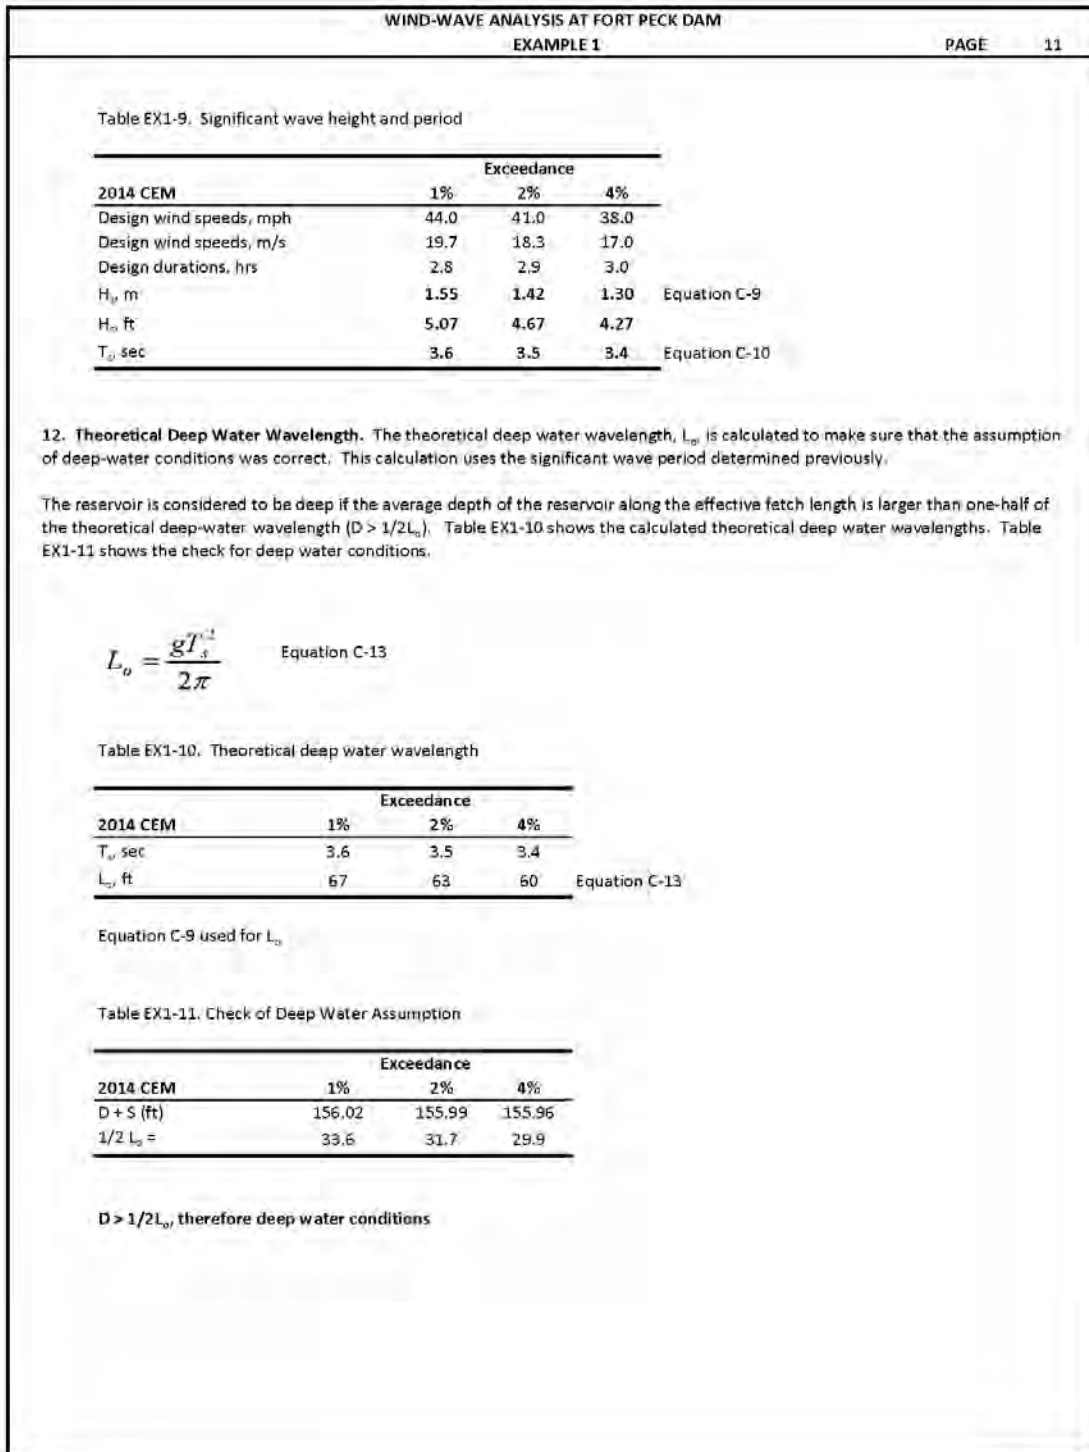 WIND-WAVE ANALYSIS AT FORT PECK DAM
EXAMPLE 1 PAGE 11
Table EX1-9. Significant wave height and period
Exceedance
2014 CEM 1% 2% 4%
Design wind speeds, mph 44.0 41.0 38.0
Design wind speeds, m/s 19.7 18.3 17.0
Design durations, hrs 2.8 2.9 3.0
H, m 1.55 1.42 1.30 Equation C-9
H, ft 5.07 4.67 4.27
T, sec 3.6 3.5 3.4 Equation C-10
12. Theoretical Deep Water Wavelength. The theoretical deep water wavelength, Lₒ, is calculated to make sure that the assumption
of deep-water conditions was correct. This calculation uses the significant wave period determined previously.
The reservoir is considered to be deep if the average depth of the reservoir along the effective fetch length is larger than one-half of
the theoretical deep-water wavelength (D > 1/2Lₒ). Table EX1-10 shows the calculated theoretical deep water wavelengths. Table
EX1-11 shows the check for deep water conditions.
Lₒ = gTₛ² / 2π Equation C-13
Table EX1-10. Theoretical deep water wavelength
Exceedance
2014 CEM 1% 2% 4%
T, sec 3.6 3.5 3.4
Lₒ, ft 67 63 60 Equation C-13
Equation C-9 used for Lₒ
Table EX1-11. Check of Deep Water Assumption
Exceedance
2014 CEM 1% 2% 4%
D + S (ft) 156.02 155.99 155.96
1/2 Lₒ = 33.6 31.7 29.9
D > 1/2Lₒ, therefore deep water conditions